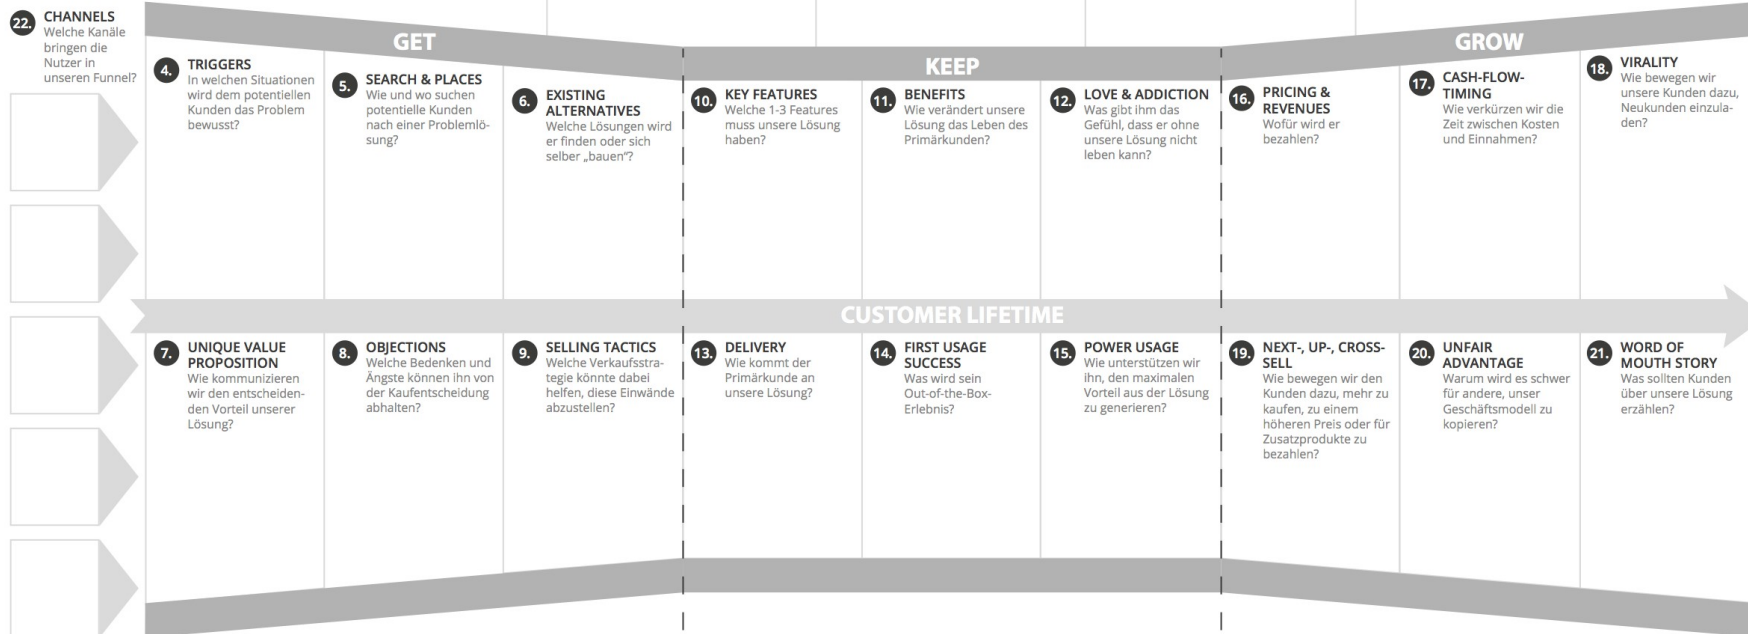 22. CHANNELS
Welche Kanäle
bringen die
Nutzer in
unseren Funnel?
GET
KEEP
GROW
4. TRIGGERS
In welchen Situationen
wird dem potentiellen
Kunden das Problem
bewusst?
5. SEARCH & PLACES
Wie und wo suchen
potentielle Kunden
nach einer Problemlö-
sung?
6. EXISTING
ALTERNATIVES
Welche Lösungen wird
er finden oder sich
selber „bauen“?
10. KEY FEATURES
Welche 1-3 Features
muss unsere Lösung
haben?
11. BENEFITS
Wie verändert unsere
Lösung das Leben des
Primärkunden?
12. LOVE & ADDICTION
Was gibt ihm das
Gefühl, dass er ohne
unsere Lösung nicht
leben kann?
16. PRICING &
REVENUES
Wofür wird er
bezahlen?
17. CASH-FLOW-
TIMING
Wie verkürzen wir die
Zeit zwischen Kosten
und Einnahmen?
18. VIRALITY
Wie bewegen wir
unsere Kunden dazu,
Neukunden einzula-
den?
CUSTOMER LIFETIME
7. UNIQUE VALUE
PROPOSITION
Wie kommunizieren
wir den entscheiden-
den Vorteil unserer
Lösung?
8. OBJECTIONS
Welche Bedenken und
Ängste können ihn von
der Kaufentscheidung
abhalten?
9. SELLING TACTICS
Welche Verkaufsstra-
tegie könnte dabei
helfen, diese Einwände
abzustellen?
13. DELIVERY
Wie kommt der
Primärkunde an
unsere Lösung?
14. FIRST USAGE
SUCCESS
Was wird sein
Out-of-the-Box-
Erlebnis?
15. POWER USAGE
Wie unterstützen wir
ihn, den maximalen
Vorteil aus der Lösung
zu generieren?
19. NEXT-, UP-, CROSS-
SELL
Wie bewegen wir den
Kunden dazu, mehr zu
kaufen, zu einem
höheren Preis oder für
Zusatzprodukte zu
bezahlen?
20. UNFAIR
ADVANTAGE
Warum wird es schwer
für andere, unser
Geschäftsmodell zu
kopieren?
21. WORD OF
MOUTH STORY
Was sollten Kunden
über unsere Lösung
erzählen?